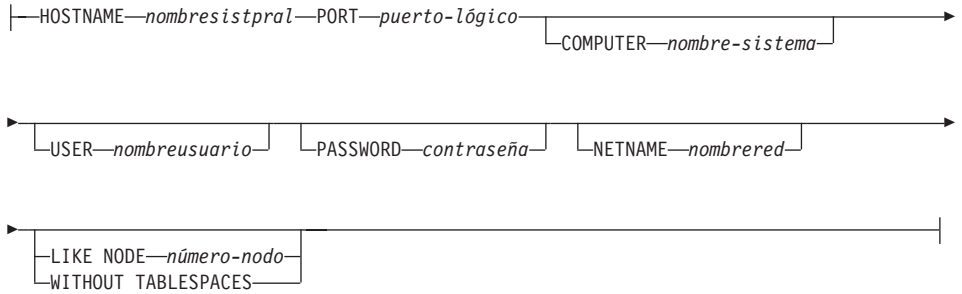 HOSTNAME nombresistpral PORT puerto-lógico
COMPUTER nombre-sistema
USER nombreusuario PASSWORD contraseña NETNAME nombrered
LIKE NODE número-nodo
WITHOUT TABLESPACES